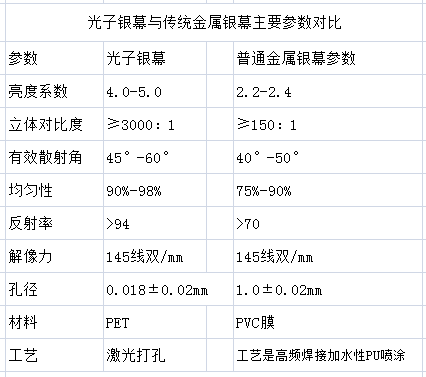 光子银幕与传统金属银幕主要参数对比
参数 光子银幕 普通金属银幕参数
亮度系数 4.0-5.0 2.2-2.4
立体对比度 ≥3000：1 ≥150：1
有效散射角 45°-60° 40°-50°
均匀性 90%-98% 75%-90%
反射率 >94 >70
解像力 145线双/mm 145线双/mm
孔径 0.018±0.02mm 1.0±0.02mm
材料 PET PVC膜
工艺 激光打孔 工艺是高频焊接加水性PU喷涂